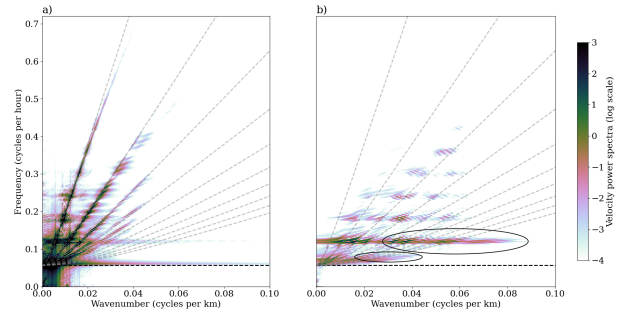 a)
b)
0.7
0.6
0.5
0.4
0.3
0.2
0.1
0.0
Frequency (cycles per hour)
0.00 0.02 0.04 0.06 0.08 0.10
Wavenumber (cycles per km)
0.00 0.02 0.04 0.06 0.08 0.10
Wavenumber (cycles per km)
3
2
1
0
−1
−2
−3
−4
Velocity power spectra (log scale)